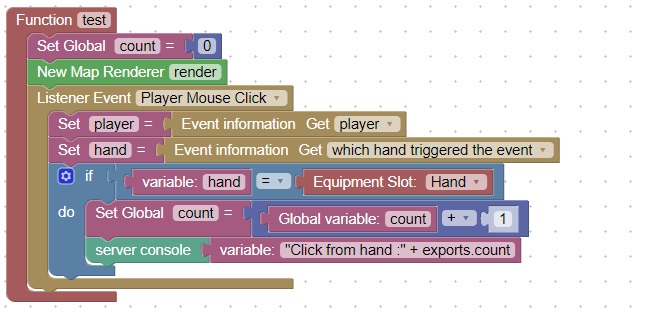 Function test
Set Global count = 0
New Map Renderer render
Listener Event Player Mouse Click
Set player = Event information Get player
Set hand = Event information Get which hand triggered the event
if variable: hand = Equipment Slot: Hand
do Set Global count = Global variable: count + 1
server console variable: "Click from hand :" + exports.count